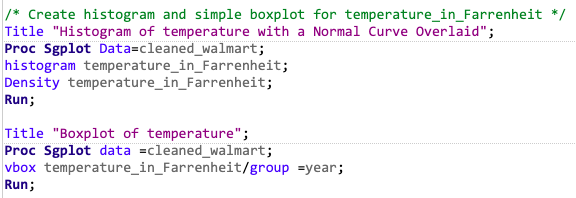 /* Create histogram and simple boxplot for temperature_in_Farrenheit */
Title "Histogram of temperature with a Normal Curve Overlaid";
Proc Sgplot Data=cleaned_walmart;
histogram temperature_in_Farrenheit;
Density temperature_in_Farrenheit;
Run;
Title "Boxplot of temperature";
Proc Sgplot data =cleaned_walmart;
vbox temperature_in_Farrenheit/group =year;
Run;